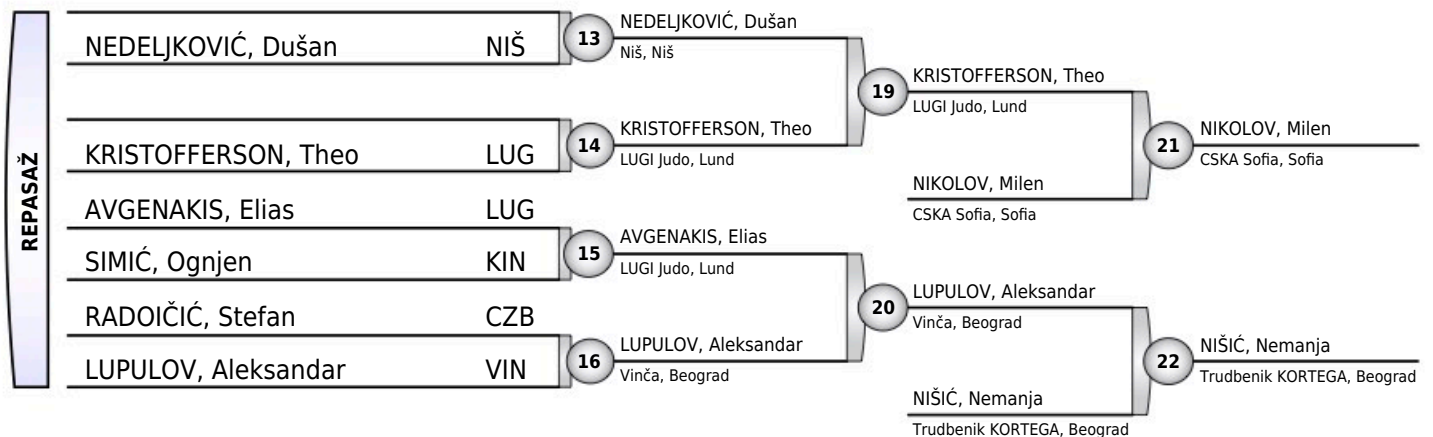 REPASAŽ
NEDELJKOVIĆ, Dušan NIŠ
KRISTOFFERSON, Theo LUG
AVGENAKIS, Elias LUG
SIMIĆ, Ognjen KIN
RADOIČIĆ, Stefan CZB
LUPULOV, Aleksandar VIN
13
NEDELJKOVIĆ, Dušan
Niš, Niš
14
KRISTOFFERSON, Theo
LUGI Judo, Lund
15
AVGENAKIS, Elias
LUGI Judo, Lund
16
LUPULOV, Aleksandar
Vinča, Beograd
19
KRISTOFFERSON, Theo
LUGI Judo, Lund
NIKOLOV, Milen
CSKA Sofia, Sofia
20
LUPULOV, Aleksandar
Vinča, Beograd
NIŠIĆ, Nemanja
Trudbenik KORTEGA, Beograd
21
NIKOLOV, Milen
CSKA Sofia, Sofia
22
NIŠIĆ, Nemanja
Trudbenik KORTEGA, Beograd